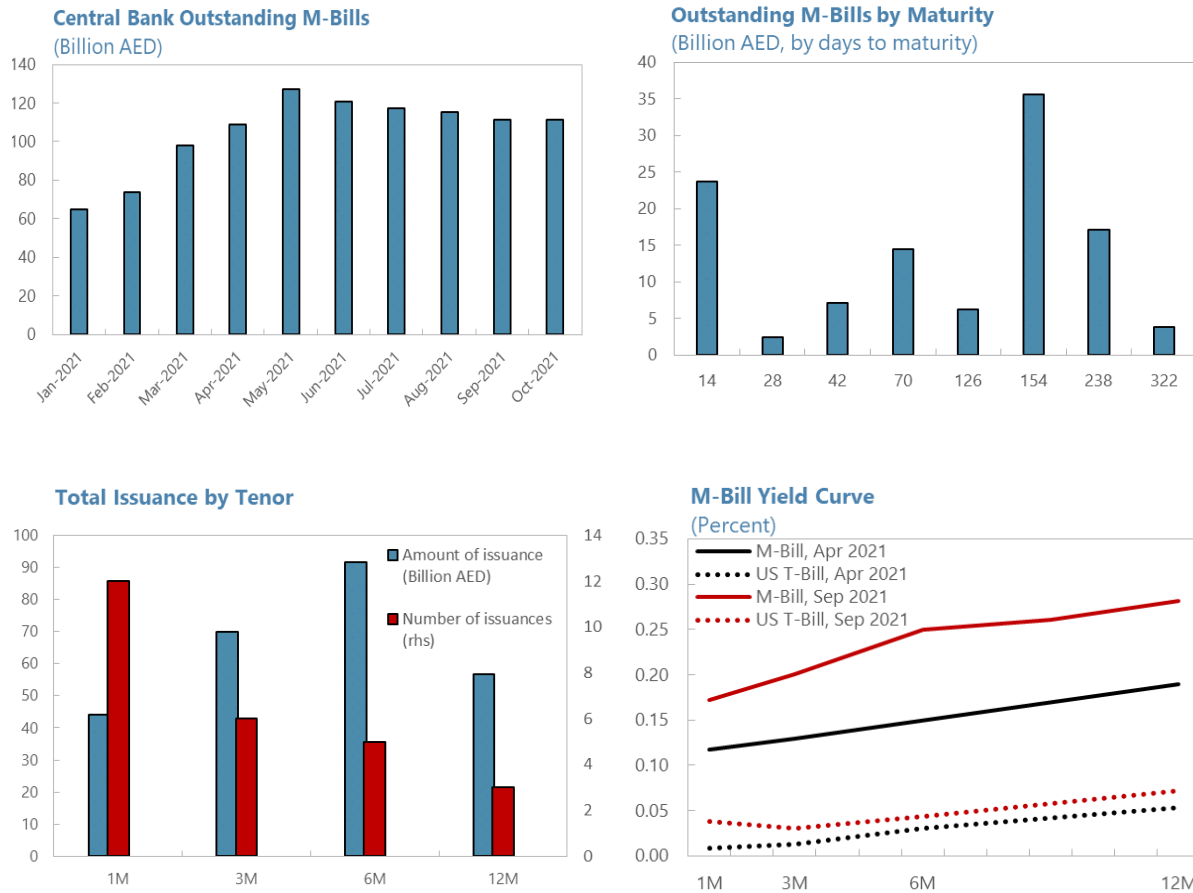 Central Bank Outstanding M-Bills
(Billion AED)
140
120
100
80
60
40
20
0
Jan-2021
Feb-2021
Mar-2021
Apr-2021
May-2021
Jun-2021
Jul-2021
Aug-2021
Sep-2021
Oct-2021
Outstanding M-Bills by Maturity
(Billion AED, by days to maturity)
40
35
30
25
20
15
10
5
0
14
28
42
70
126
154
238
322
Total Issuance by Tenor
100
90
80
70
60
50
40
30
20
10
0
14
12
10
8
6
4
2
0
Amount of issuance
(Billion AED)
Number of issuances
(rhs)
1M
3M
6M
12M
M-Bill Yield Curve
(Percent)
0.35
0.30
0.25
0.20
0.15
0.10
0.05
0.00
M-Bill, Apr 2021
US T-Bill, Apr 2021
M-Bill, Sep 2021
US T-Bill, Sep 2021
1M
3M
6M
12M